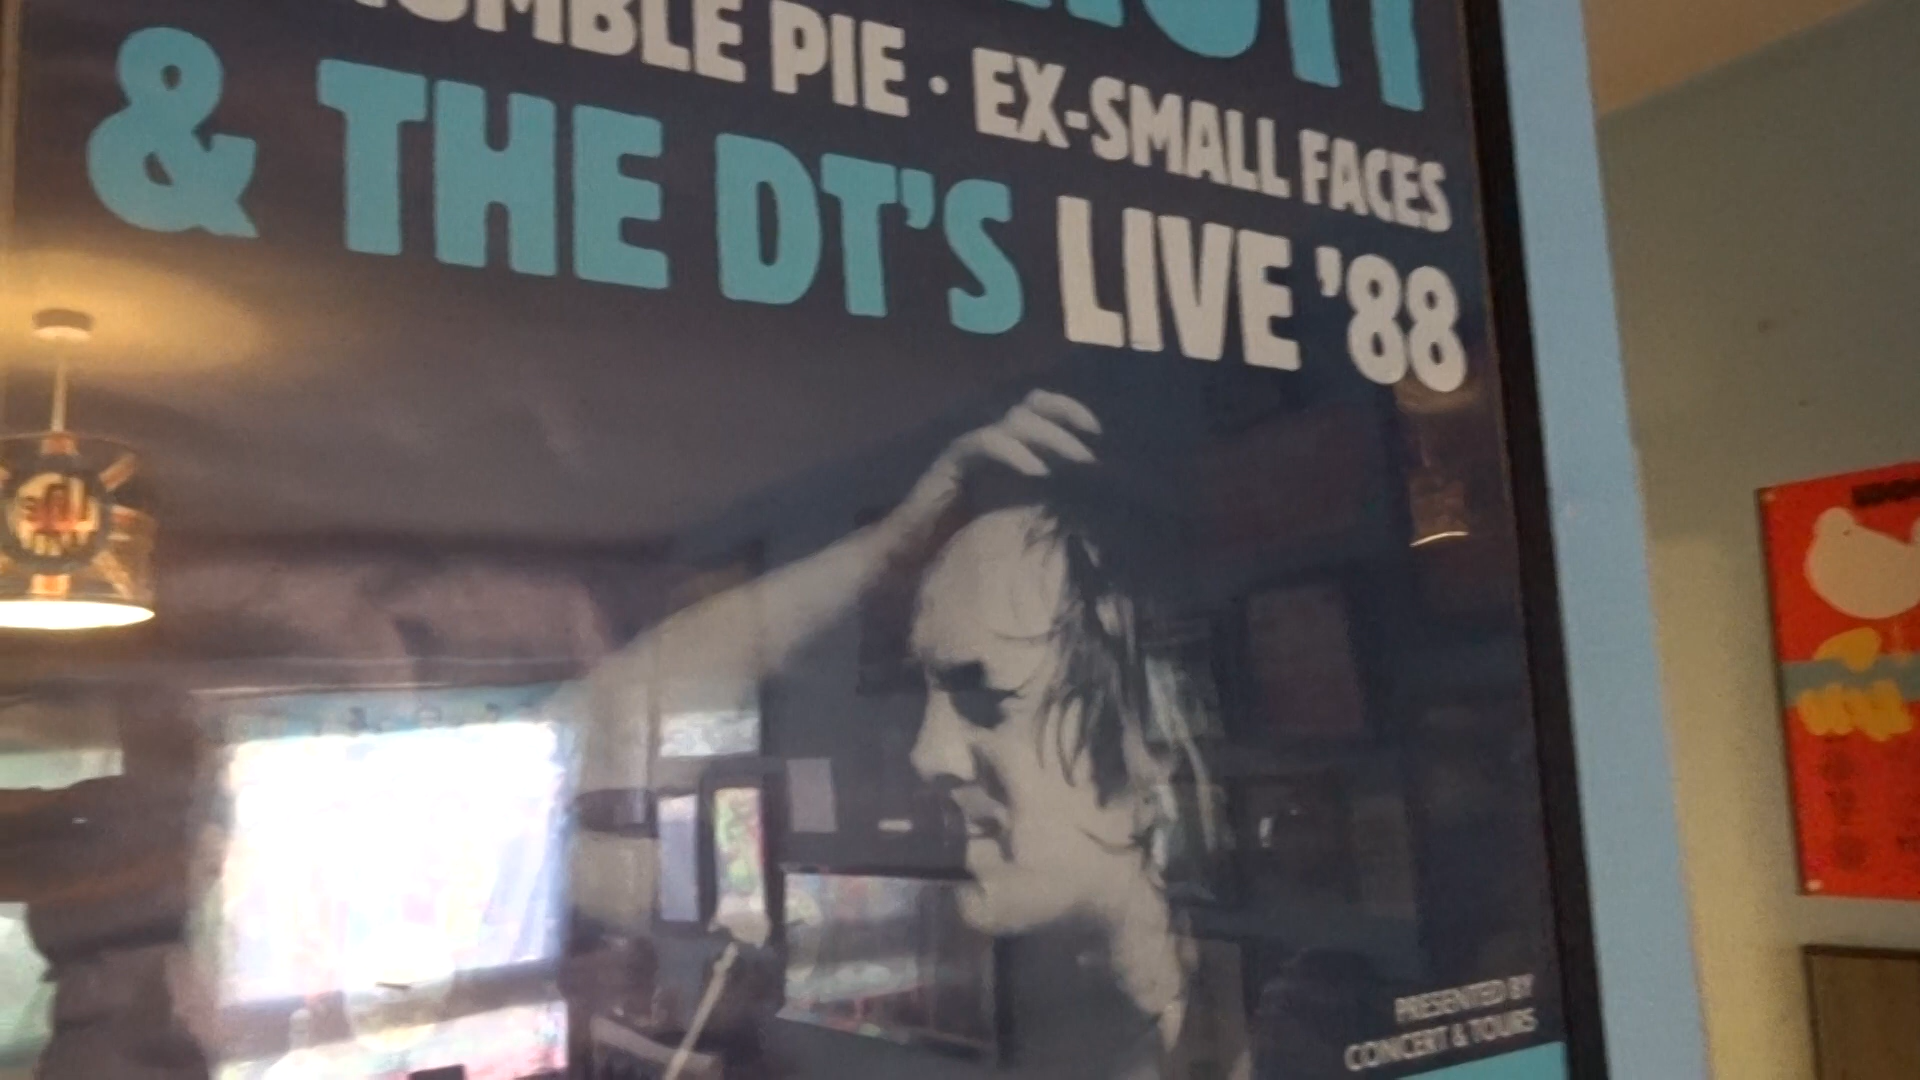 UMBLE PIE · EX-SMALL FACES
& THE DT'S LIVE '88
PRESENTED BY
CONCERT & TOURS